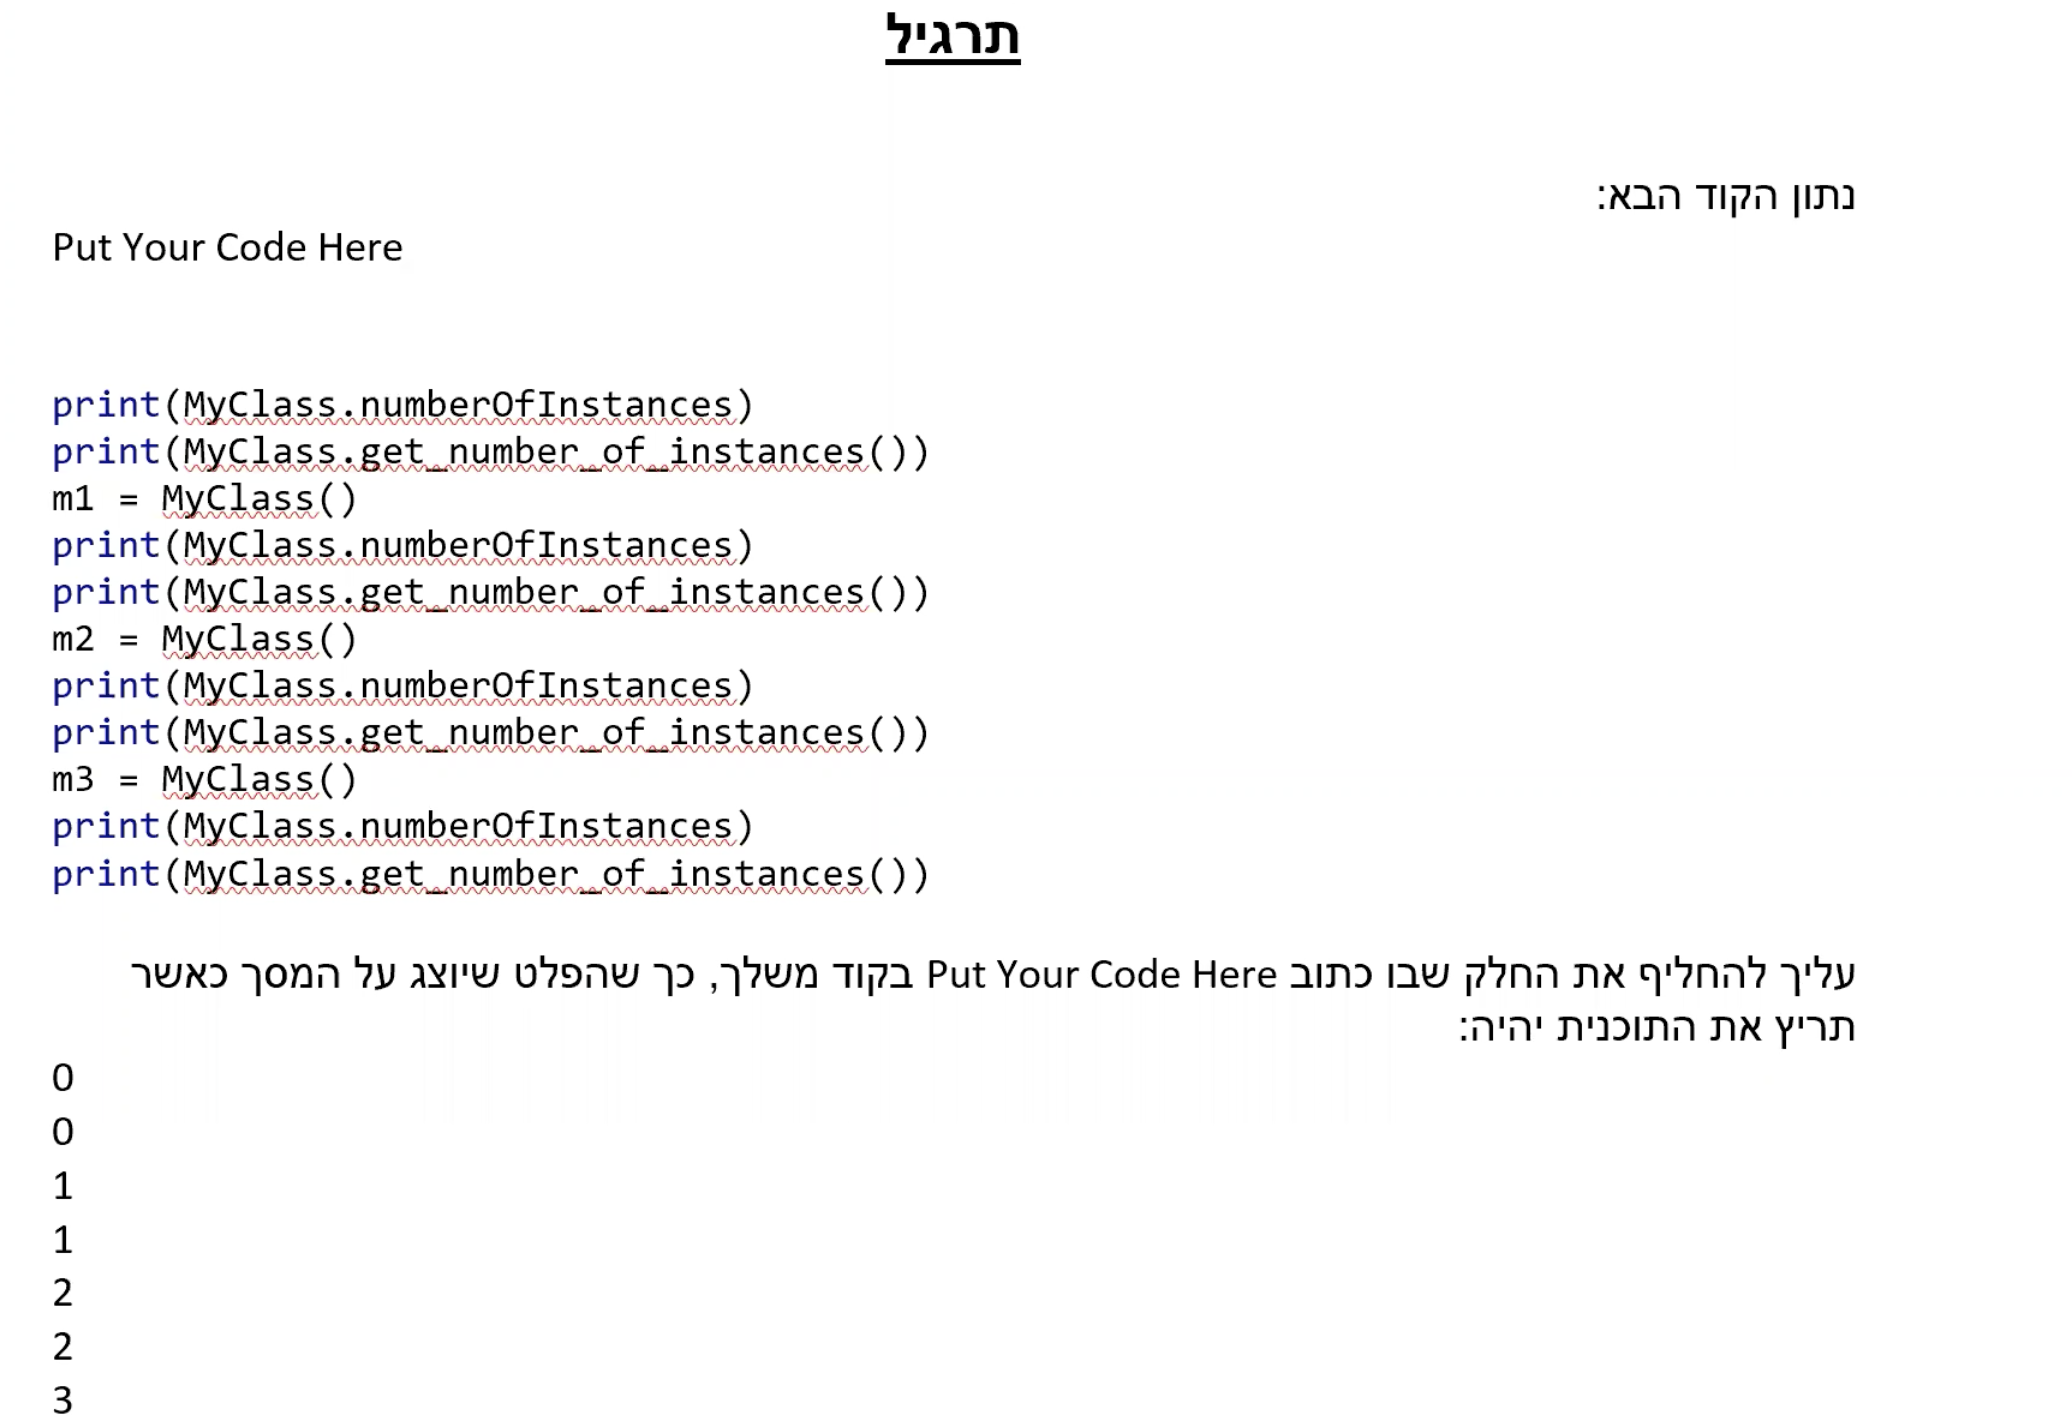 תרגיל
נתון הקוד הבא:
Put Your Code Here
print(MyClass.numberOfInstances)
print(MyClass.get_number_of_instances())
m1 = MyClass()
print(MyClass.numberOfInstances)
print(MyClass.get_number_of_instances())
m2 = MyClass()
print(MyClass.numberOfInstances)
print(MyClass.get_number_of_instances())
m3 = MyClass()
print(MyClass.numberOfInstances)
print(MyClass.get_number_of_instances())
עליך להחליף את החלק שבו כתוב Put Your Code Here בקוד משלך, כך שהפלט שיוצג על המסך כאשר
תריץ את התוכנית יהיה:
0
0
1
1
2
2
3